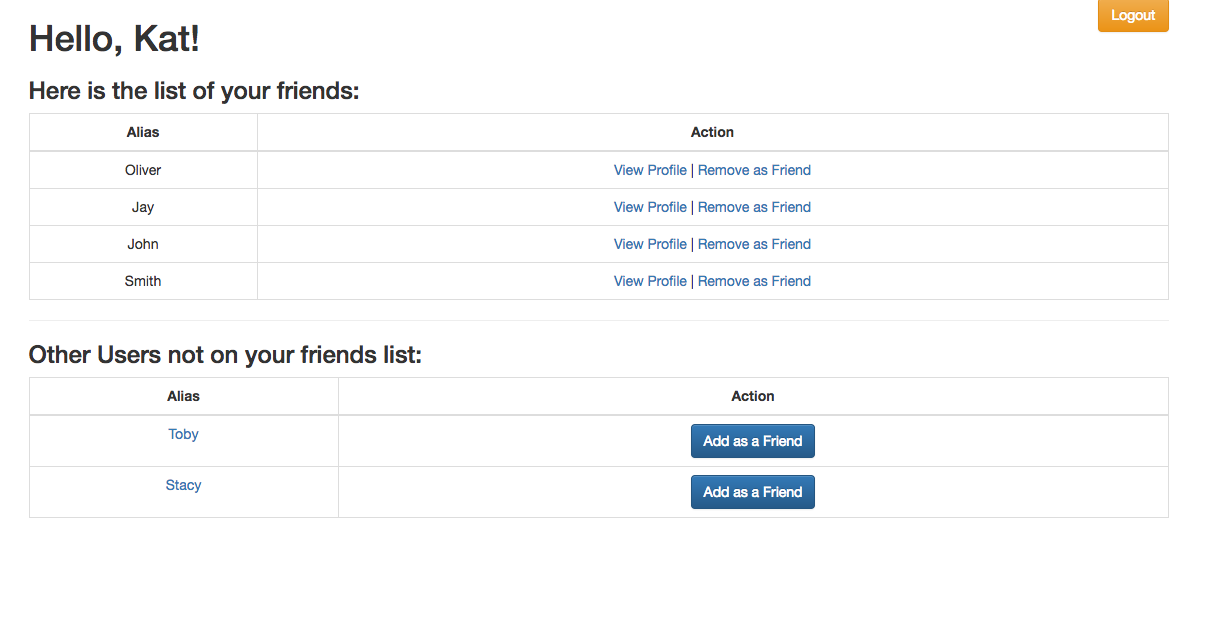 Logout
Hello, Kat!
Here is the list of your friends:
Alias Action
Oliver View Profile | Remove as Friend
Jay View Profile | Remove as Friend
John View Profile | Remove as Friend
Smith View Profile | Remove as Friend
Other Users not on your friends list:
Alias Action
Toby Add as a Friend
Stacy Add as a Friend